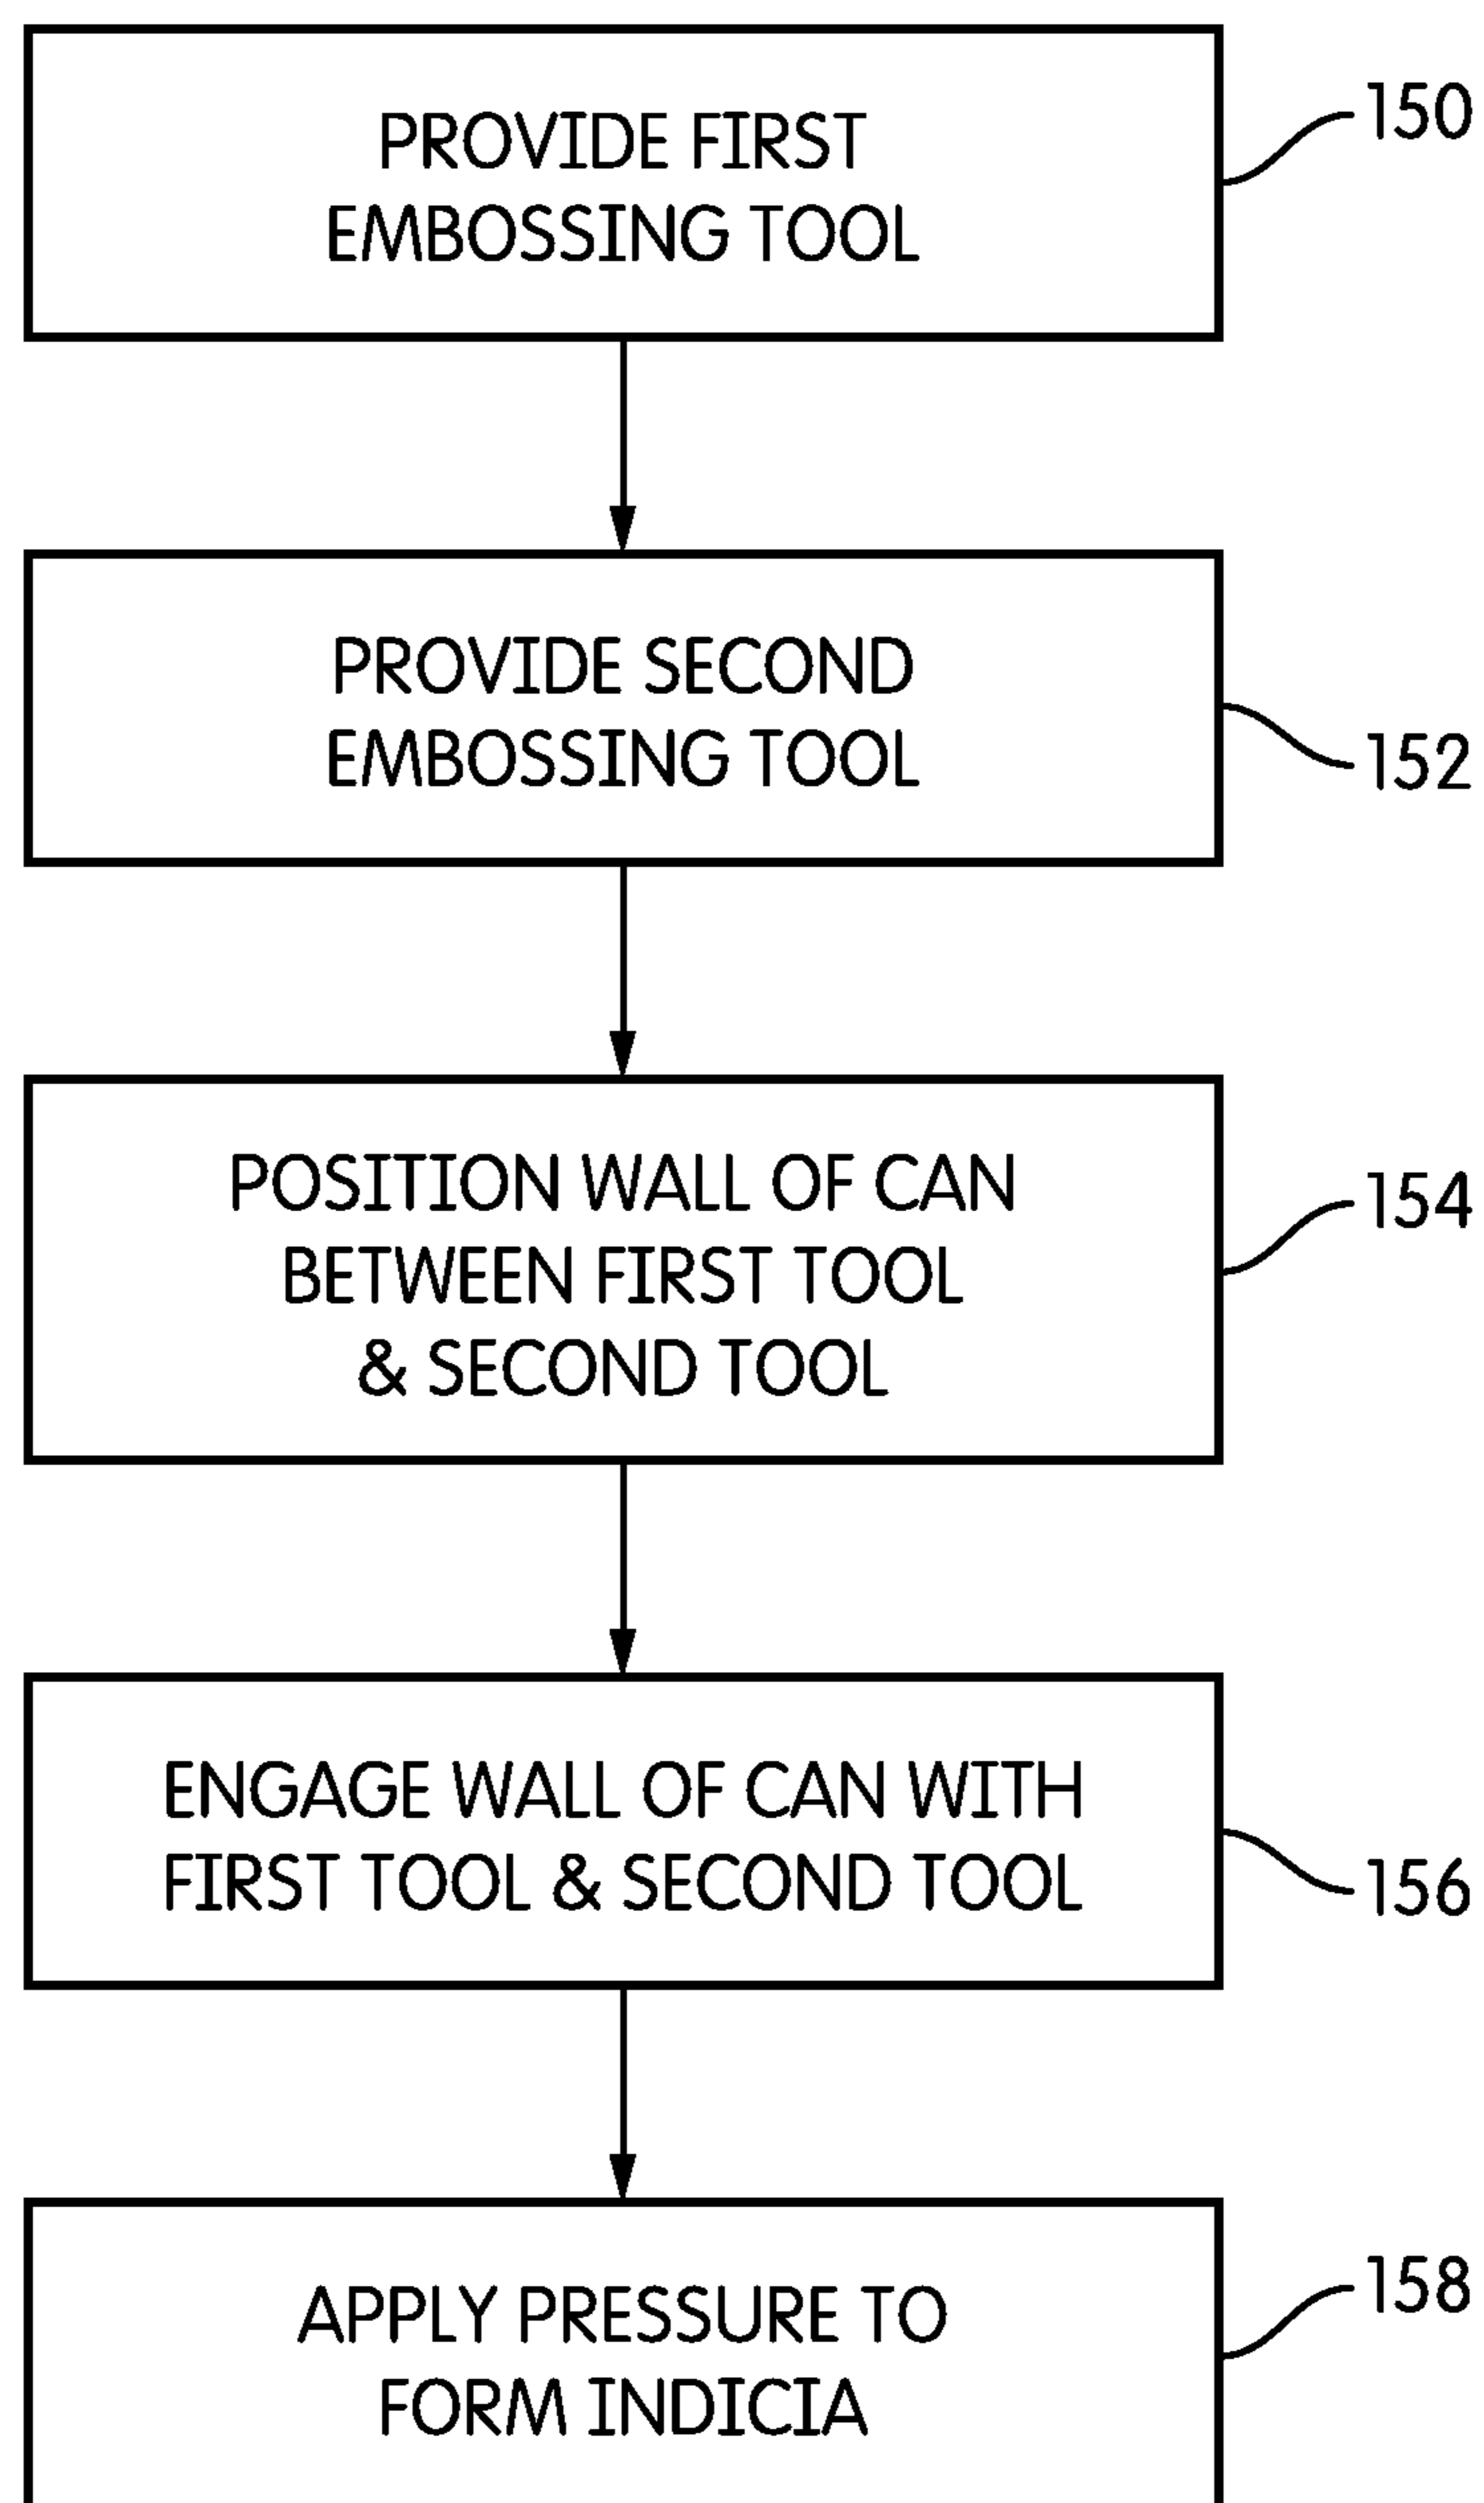 PROVIDE FIRST
EMBOSSING TOOL
150
PROVIDE SECOND
EMBOSSING TOOL
152
POSITION WALL OF CAN
BETWEEN FIRST TOOL
& SECOND TOOL
154
ENGAGE WALL OF CAN WITH
FIRST TOOL & SECOND TOOL
156
APPLY PRESSURE TO
FORM INDICIA
158